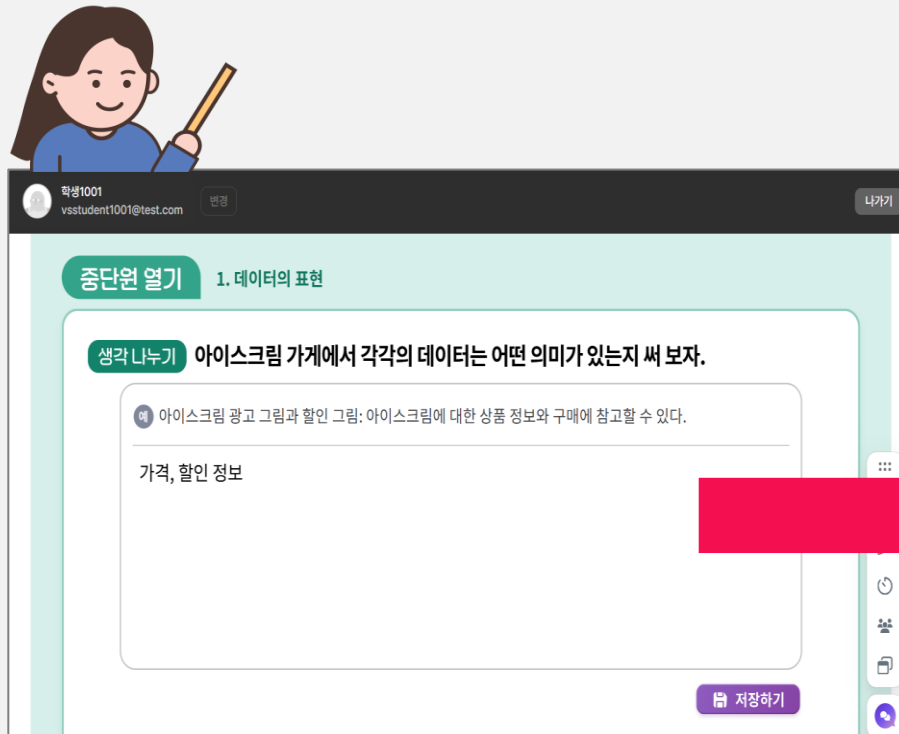 학생1001
vsstudent1001@test.com
변경
나가기
중단원 열기
1. 데이터의 표현
생각 나누기
아이스크림 가게에서 각각의 데이터는 어떤 의미가 있는지 써 보자.
예 아이스크림 광고 그림과 할인 그림: 아이스크림에 대한 상품 정보와 구매에 참고할 수 있다.
가격, 할인 정보
저장하기